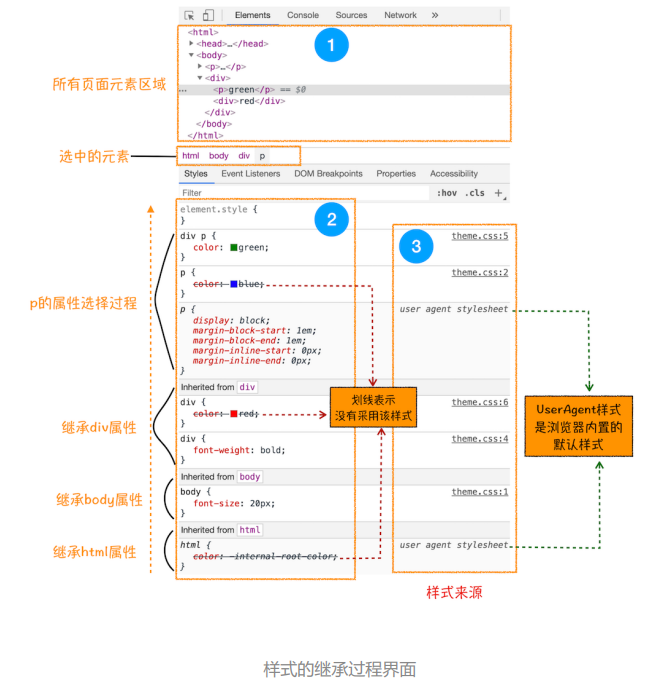 Elements Console Sources Network »
<html>
▶<head>…</head>
▼<body>
▶<p>…</p>
▼<div>
… <p>green</p> == $0
<div>red</div>
</div>
</body>
</html>
1
所有页面元素区域
选中的元素
html body div p
Styles Event Listeners DOM Breakpoints Properties Accessibility
Filter :hov .cls +
element.style {
}
2
3
div p { theme.css:5
color: green;
}
p { theme.css:2
color: blue;
}
p的属性选择过程
p { user agent stylesheet
display: block;
margin-block-start: 1em;
margin-block-end: 1em;
margin-inline-start: 0px;
margin-inline-end: 0px;
}
Inherited from div
div { theme.css:6
color: red;
}
划线表示
没有采用该样式
UserAgent样式
是浏览器内置的
默认样式
继承div属性
div { theme.css:4
font-weight: bold;
}
Inherited from body
继承body属性
body { theme.css:1
font-size: 20px;
}
Inherited from html
继承html属性
html { user agent stylesheet
color: -internal-root-color;
}
样式来源
样式的继承过程界面